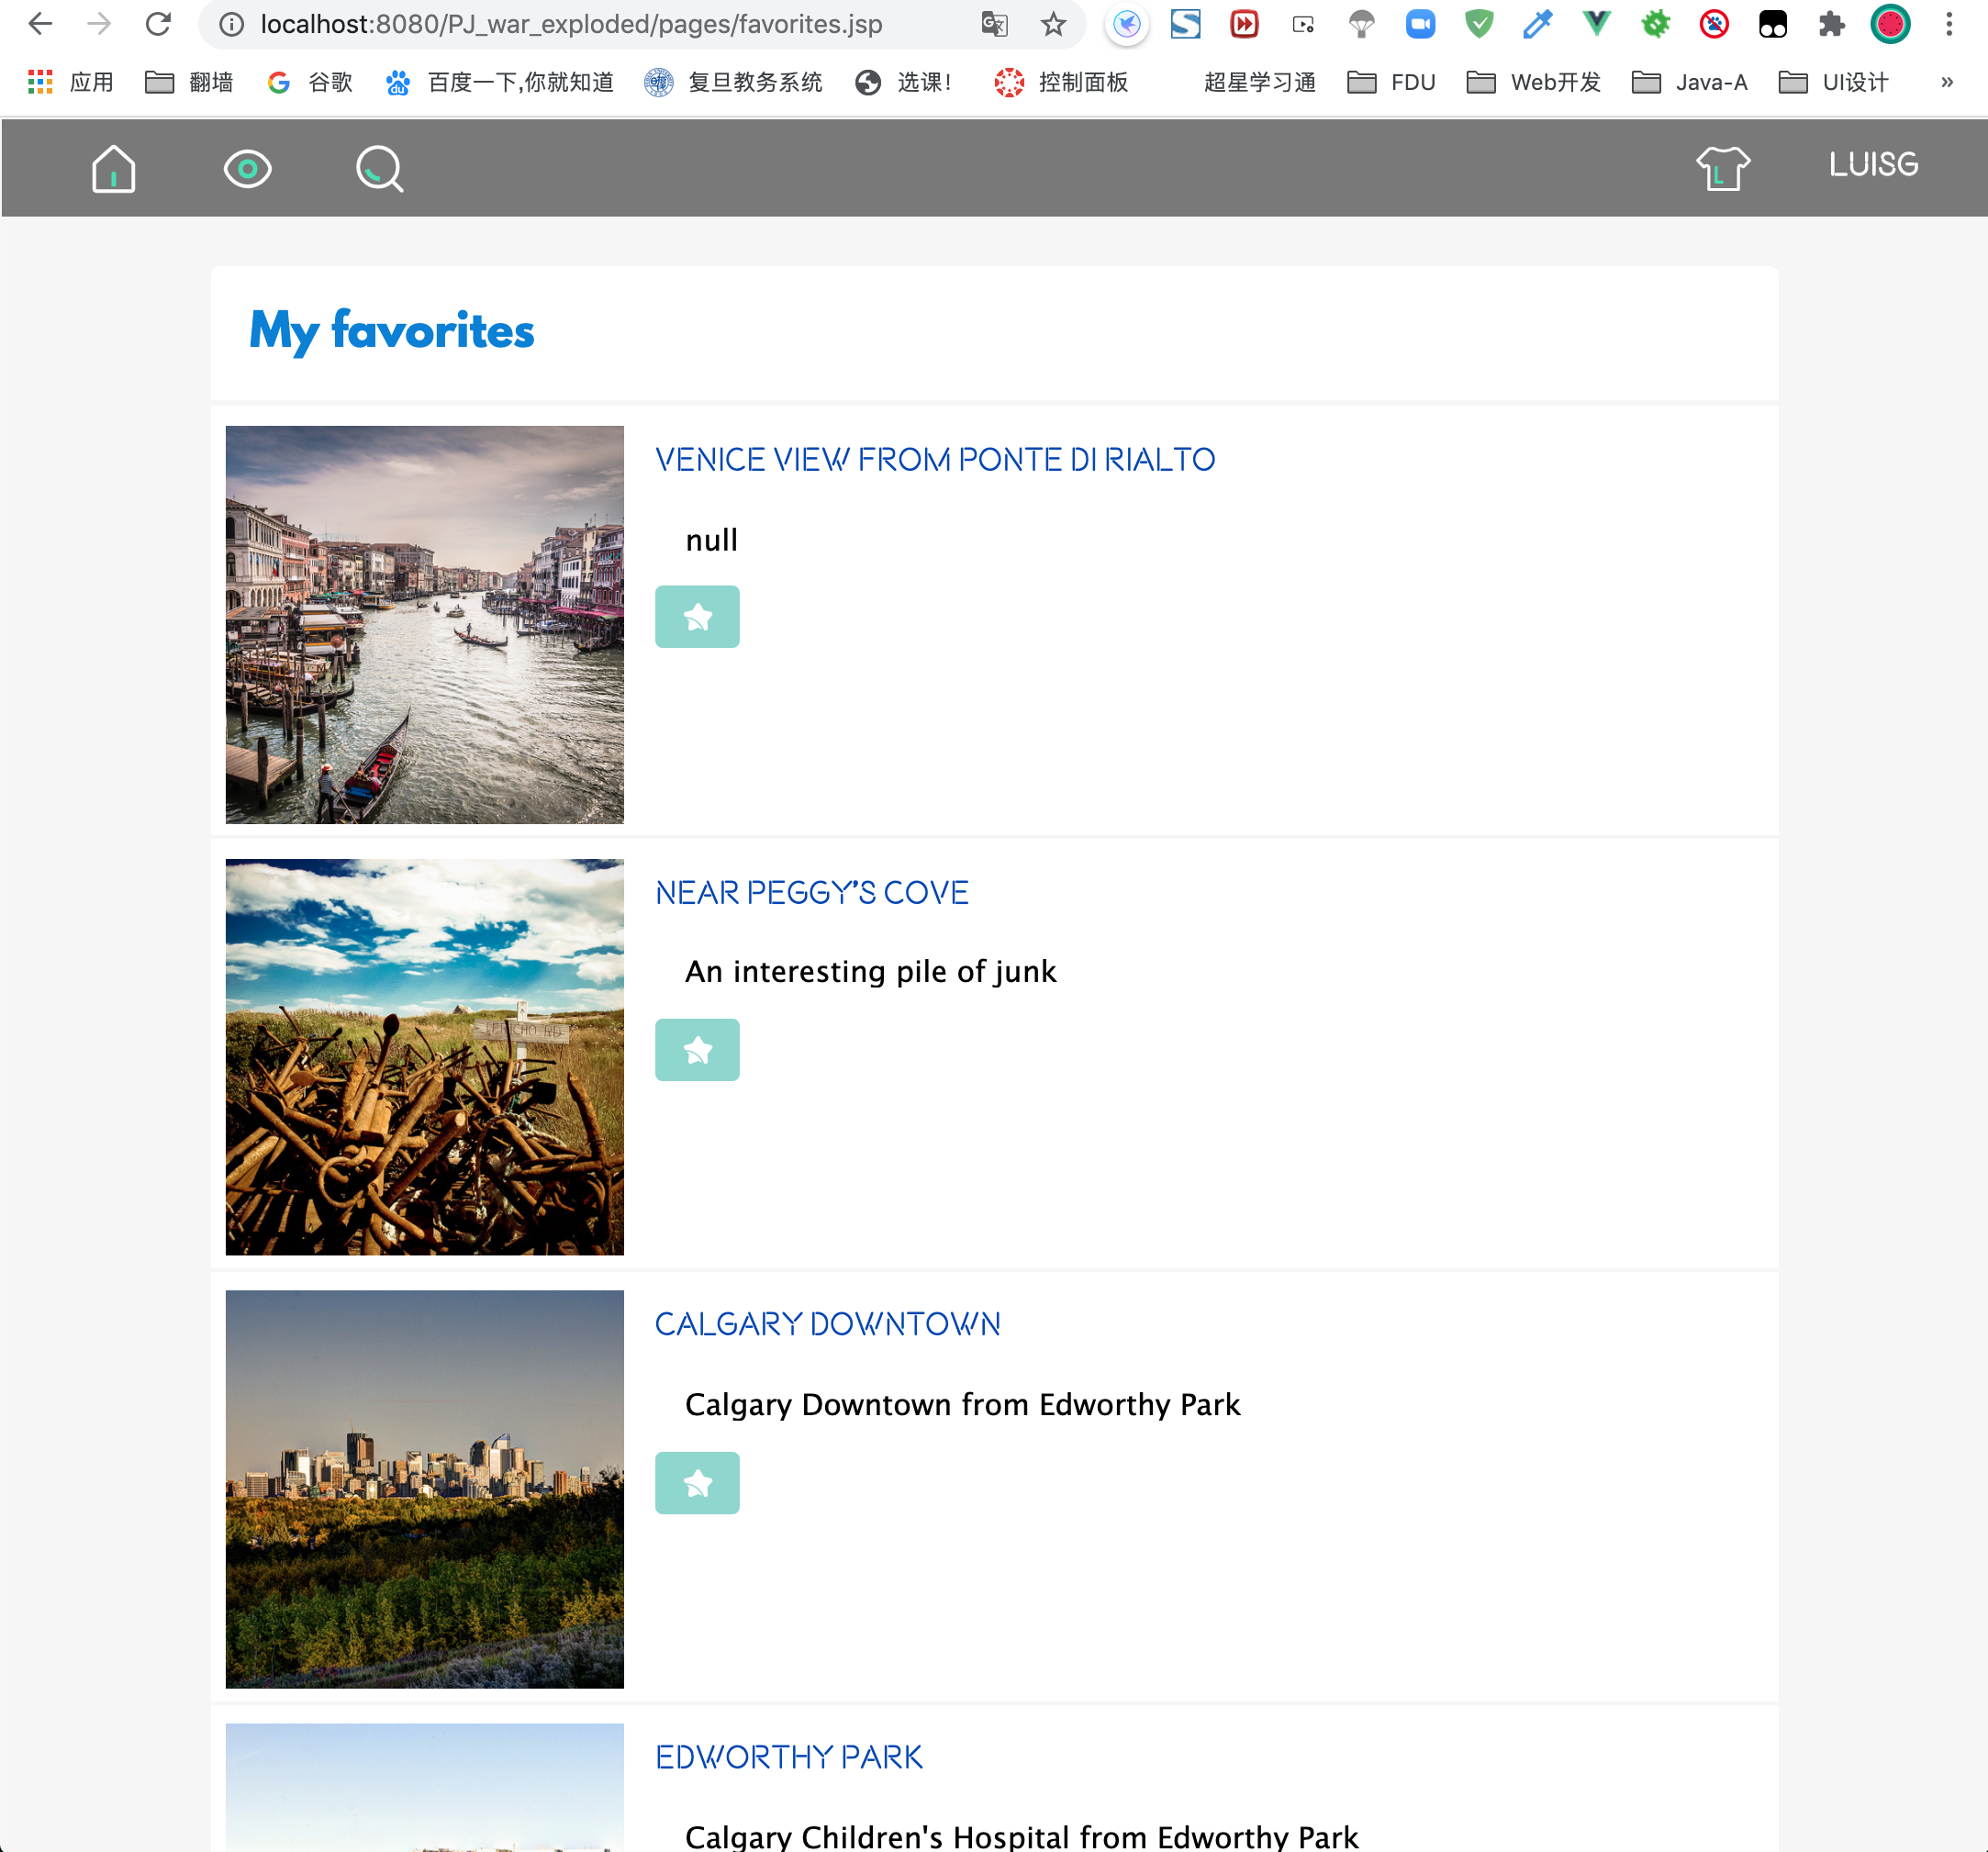 localhost:8080/PJ_war_exploded/pages/favorites.jsp
应用 翻墙 谷歌 百度一下,你就知道 复旦教务系统 选课! 控制面板 超星学习通 FDU Web开发 Java-A UI设计 »
LUISG
My favorites
VENICE VIEW FROM PONTE DI RIALTO
null
NEAR PEGGY'S COVE
An interesting pile of junk
CALGARY DOWNTOWN
Calgary Downtown from Edworthy Park
EDWORTHY PARK
Calgary Children's Hospital from Edworthy Park